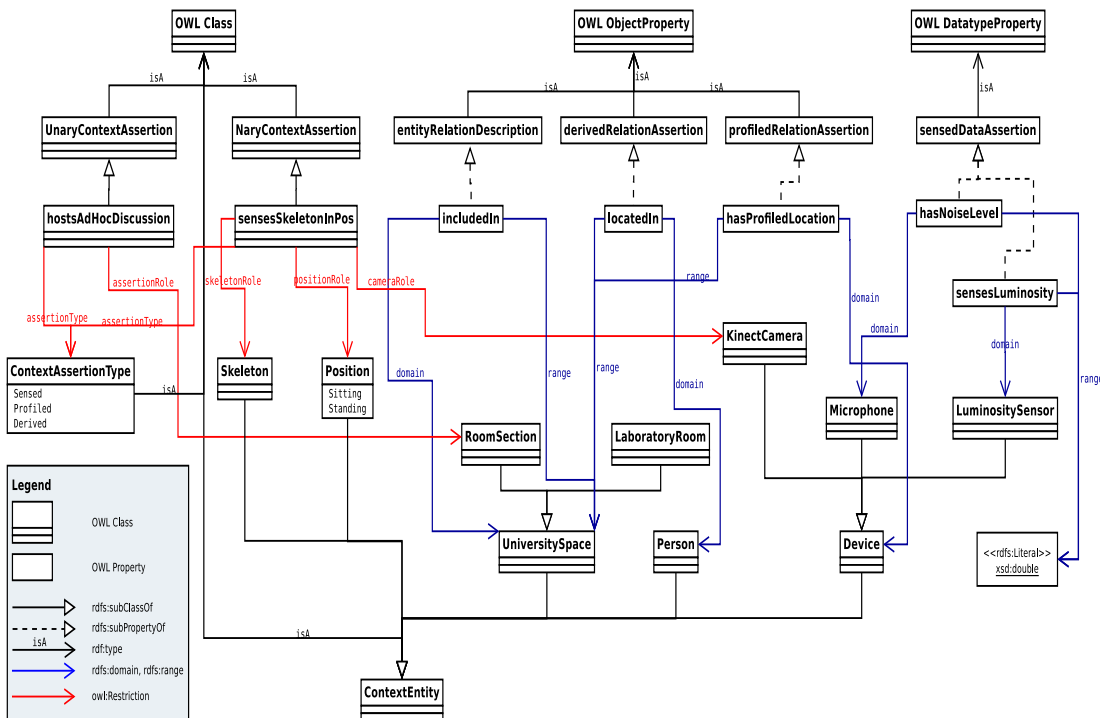 OWL Class
OWL ObjectProperty
OWL DatatypeProperty
isA
isA
isA
isA
isA
isA
UnaryContextAssertion
NaryContextAssertion
entityRelationDescription
derivedRelationAssertion
profiledRelationAssertion
sensedDataAssertion
hostsAdHocDiscussion
sensesSkeletonInPos
includedIn
locatedIn
hasProfiledLocation
hasNoiseLevel
assertionRole
skeletonRole
positionRole
cameraRole
range
domain
sensesLuminosity
assertionType
assertionType
KinectCamera
domain
domain
ContextAssertionType
Sensed
Profiled
Derived
isA
Skeleton
Position
Sitting
Standing
domain
range
range
domain
range
Microphone
LuminositySensor
RoomSection
LaboratoryRoom
Legend
OWL Class
OWL Property
rdfs:subClassOf
rdfs:subPropertyOf
isA
rdf:type
rdfs:domain, rdfs:range
owl:Restriction
UniversitySpace
Person
Device
<<rdfs:Literal>>
xsd:double
isA
ContextEntity